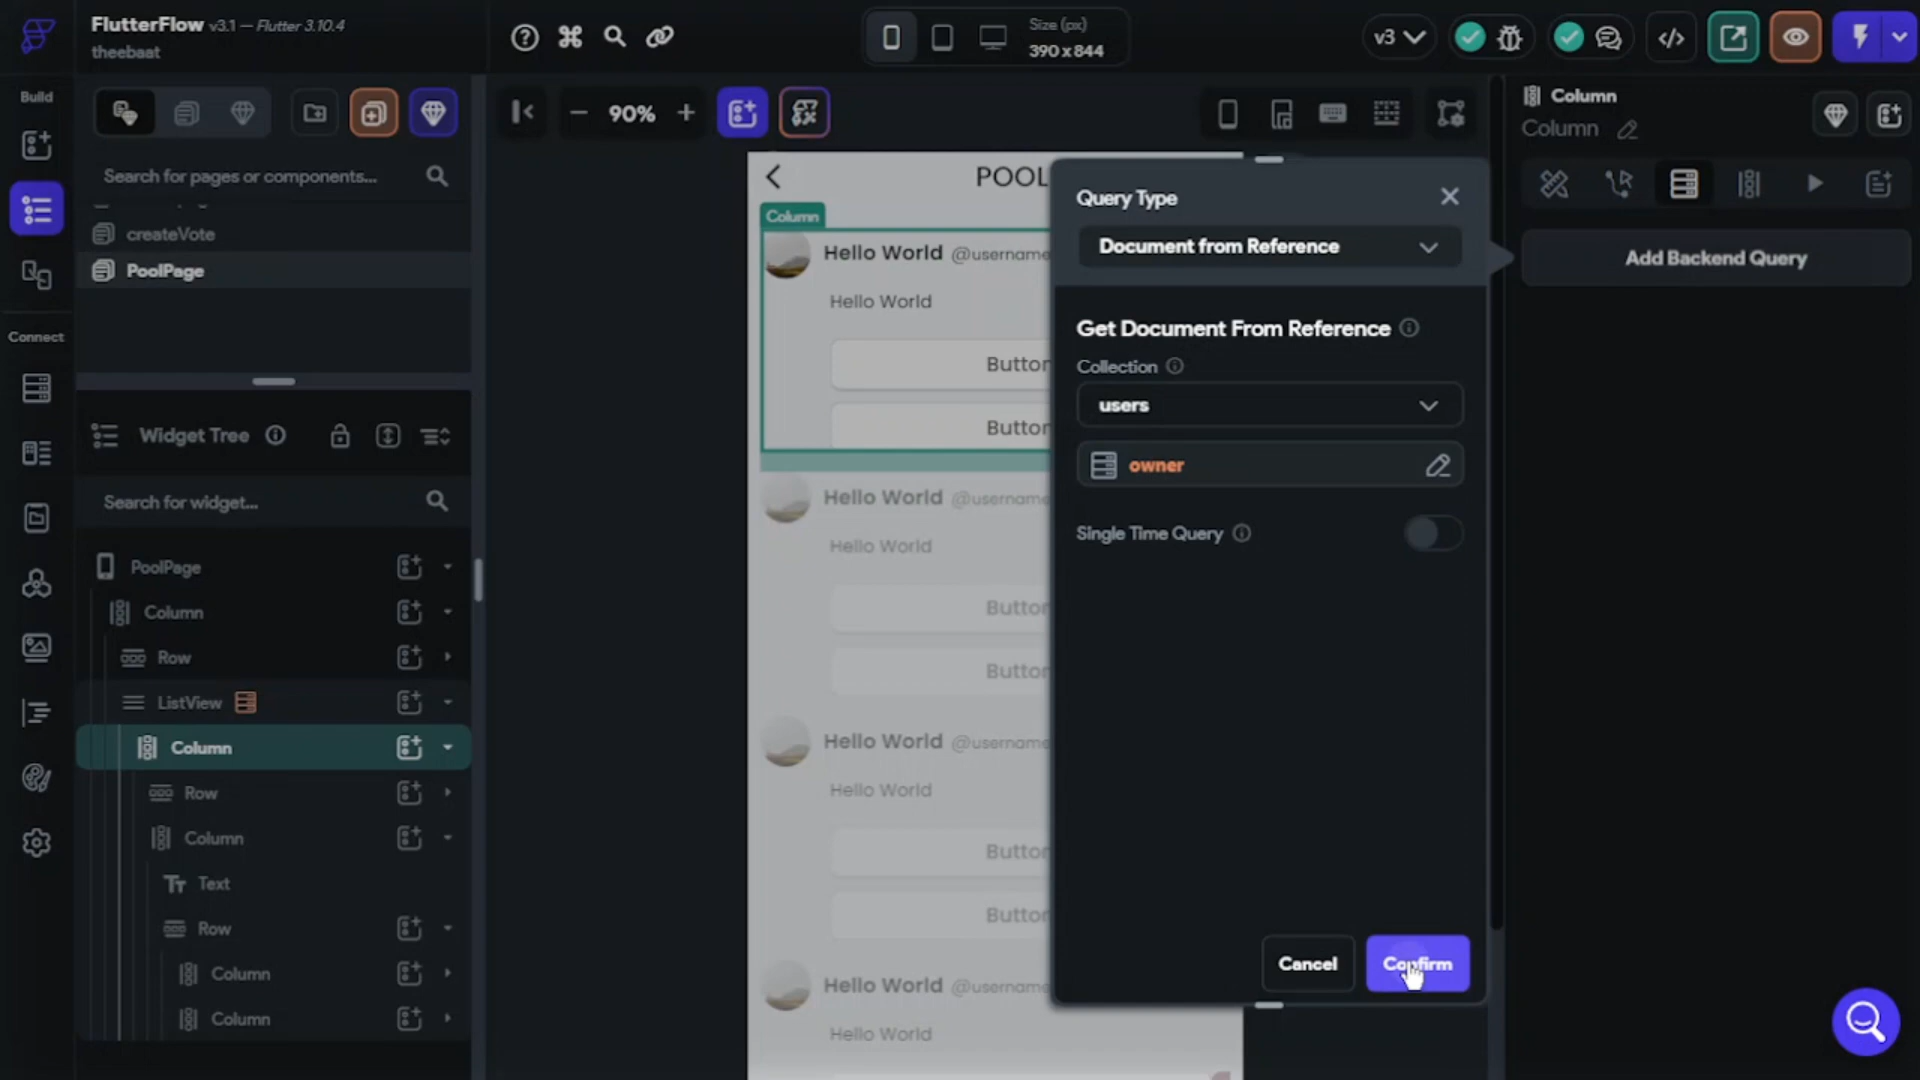 FlutterFlow v3.1 – Flutter 3.10.4
theebaat
Size (px)
390 x 844
v3
Build
Connect
90%
Search for pages or components...
createVote
PoolPage
Widget Tree
Search for widget...
PoolPage
Column
Row
ListView
Column
Row
Column
Text
Row
Column
Column
POOL
Column
Hello World @username
Hello World
Button
Button
Hello World @username
Hello World
Button
Button
Hello World @username
Hello World
Button
Button
Hello World @username
Hello World
Query Type
Document from Reference
Get Document From Reference
Collection
users
owner
Single Time Query
Cancel
Confirm
Column
Column
Add Backend Query